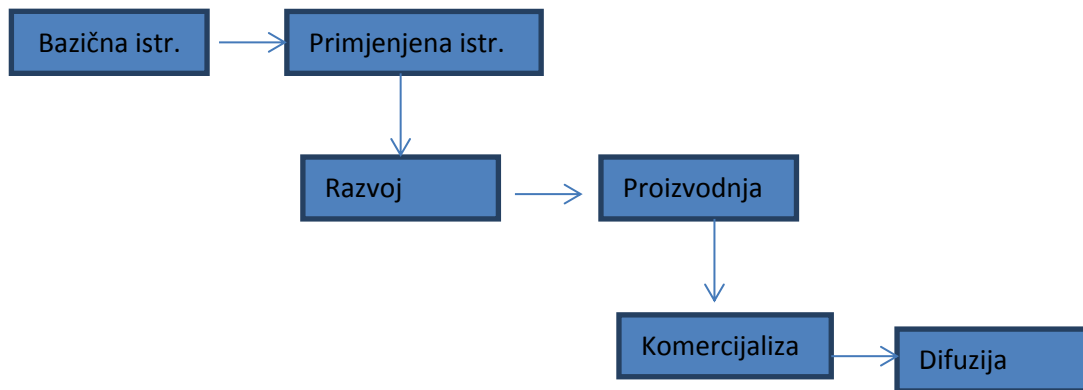 Bazična istr.
Primjenjena istr.
Razvoj
Proizvodnja
Komercijaliza
Difuzija